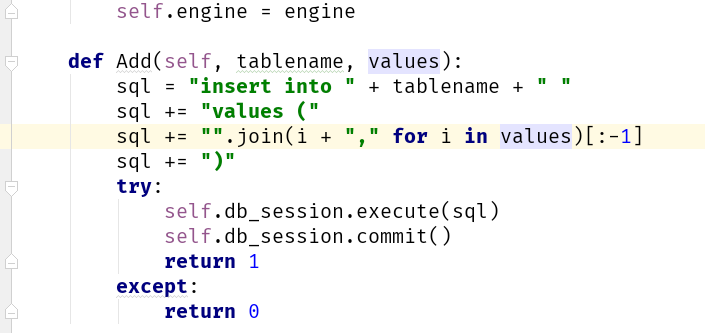 self.engine = engine
def Add(self, tablename, values):
sql = "insert into " + tablename + " "
sql += "values ("
sql += "".join(i + "," for i in values)[:-1]
sql += ")"
try:
self.db_session.execute(sql)
self.db_session.commit()
return 1
except:
return 0